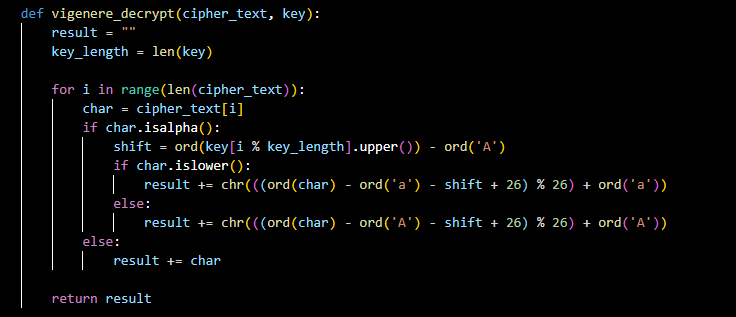 def vigenere_decrypt(cipher_text, key):
    result = ""
    key_length = len(key)

    for i in range(len(cipher_text)):
        char = cipher_text[i]
        if char.isalpha():
            shift = ord(key[i % key_length].upper()) - ord('A')
            if char.islower():
                result += chr(((ord(char) - ord('a') - shift + 26) % 26) + ord('a'))
            else:
                result += chr(((ord(char) - ord('A') - shift + 26) % 26) + ord('A'))
        else:
            result += char

    return result